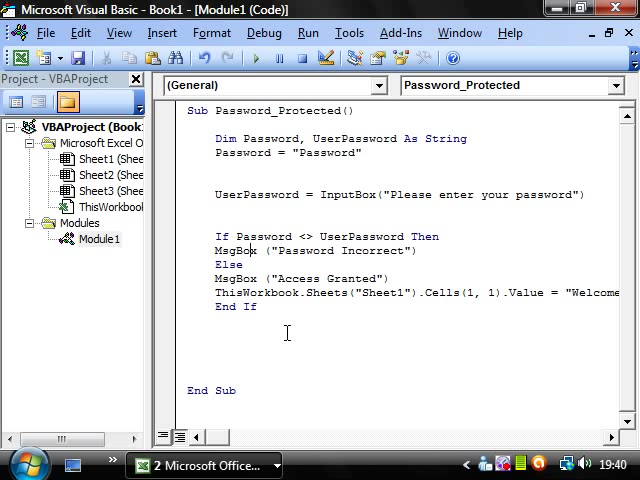 Microsoft Visual Basic - Book1 - [Module1 (Code)]
File Edit View Insert Format Debug Run Tools Add-Ins Window Help
Project - VBAProject
(General)
Password_Protected
VBAProject (Book
Microsoft Excel O
Sheet1 (Shee
Sheet2 (Shee
Sheet3 (Shee
ThisWorkbook
Modules
Module1
Sub Password_Protected()
Dim Password, UserPassword As String
Password = "Password"
UserPassword = InputBox("Please enter your password")
If Password <> UserPassword Then
MsgBox ("Password Incorrect")
Else
MsgBox ("Access Granted")
ThisWorkbook.Sheets("Sheet1").Cells(1, 1).Value = "Welcome
End If
End Sub
2 Microsoft Office...
19:40